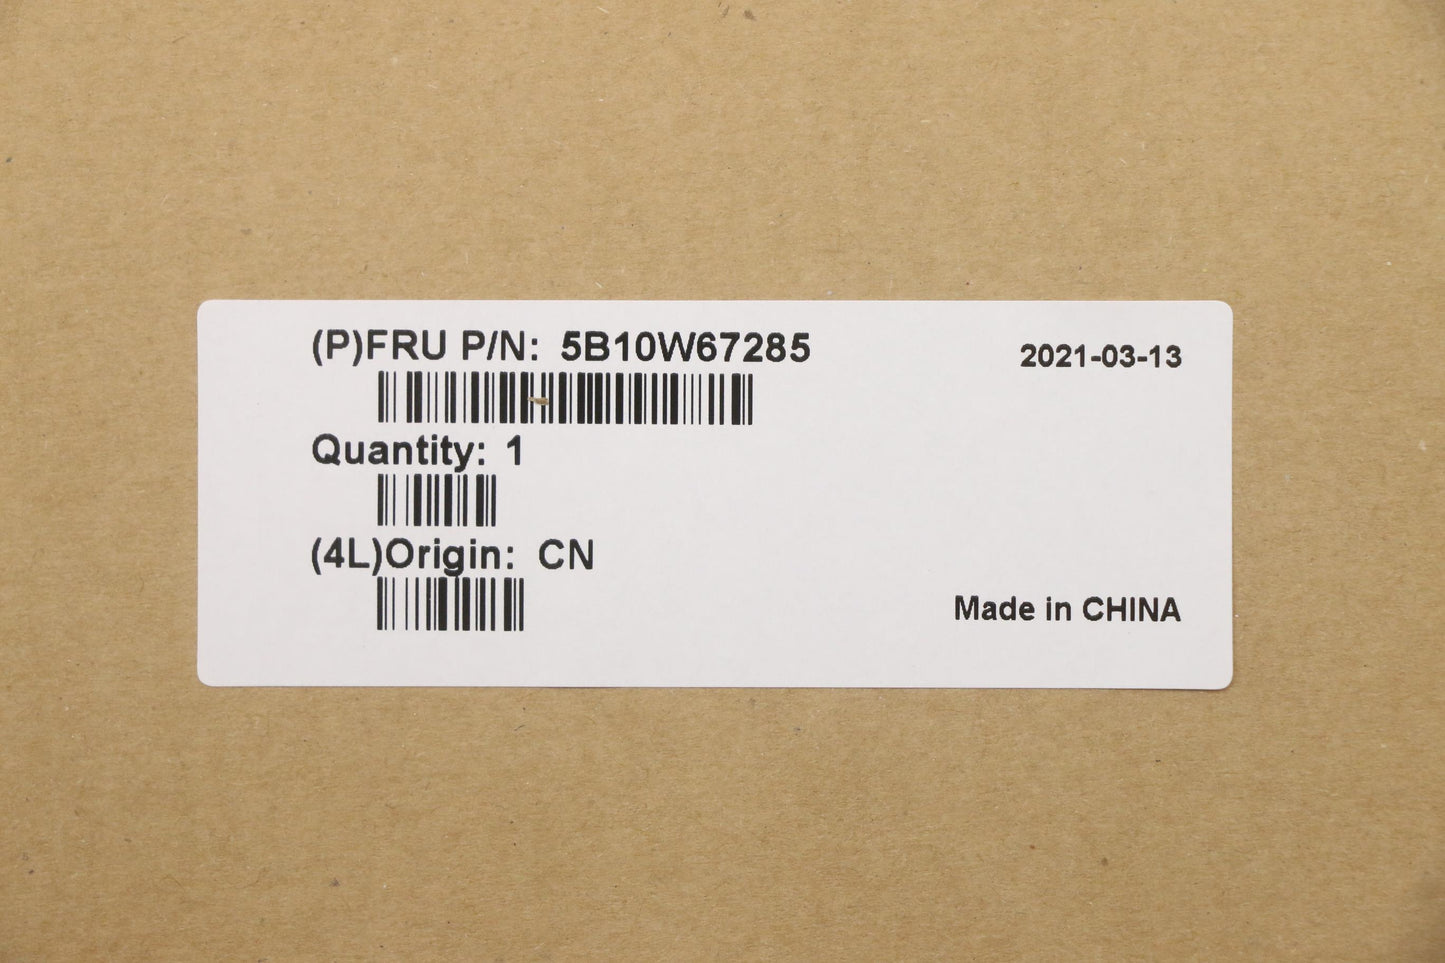 (P)FRU P/N: 5B10W67285
2021-03-13
Quantity: 1
(4L)Origin: CN
Made in CHINA